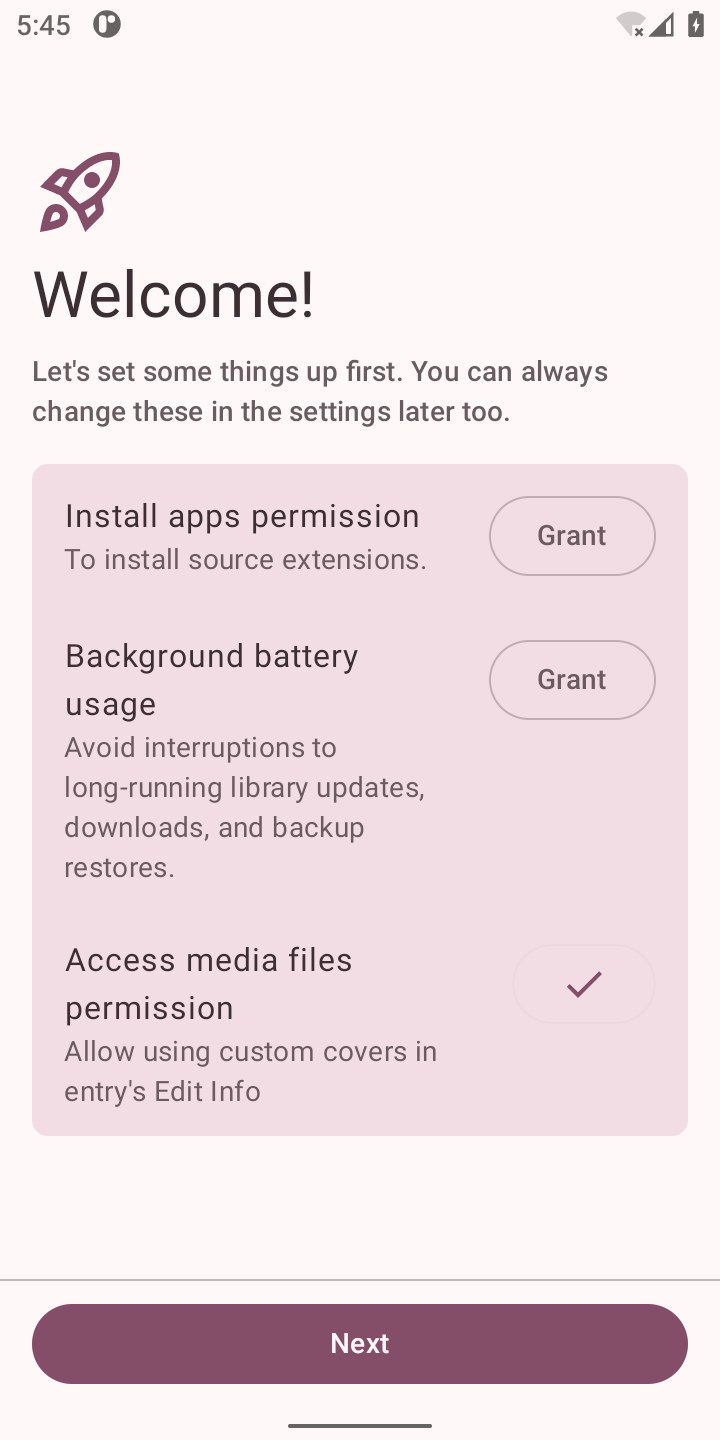 5:45
Welcome!
Let's set some things up first. You can always
change these in the settings later too.
Install apps permission
To install source extensions.
Grant
Background battery
usage
Avoid interruptions to
long-running library updates,
downloads, and backup
restores.
Grant
Access media files
permission
Allow using custom covers in
entry's Edit Info
Next